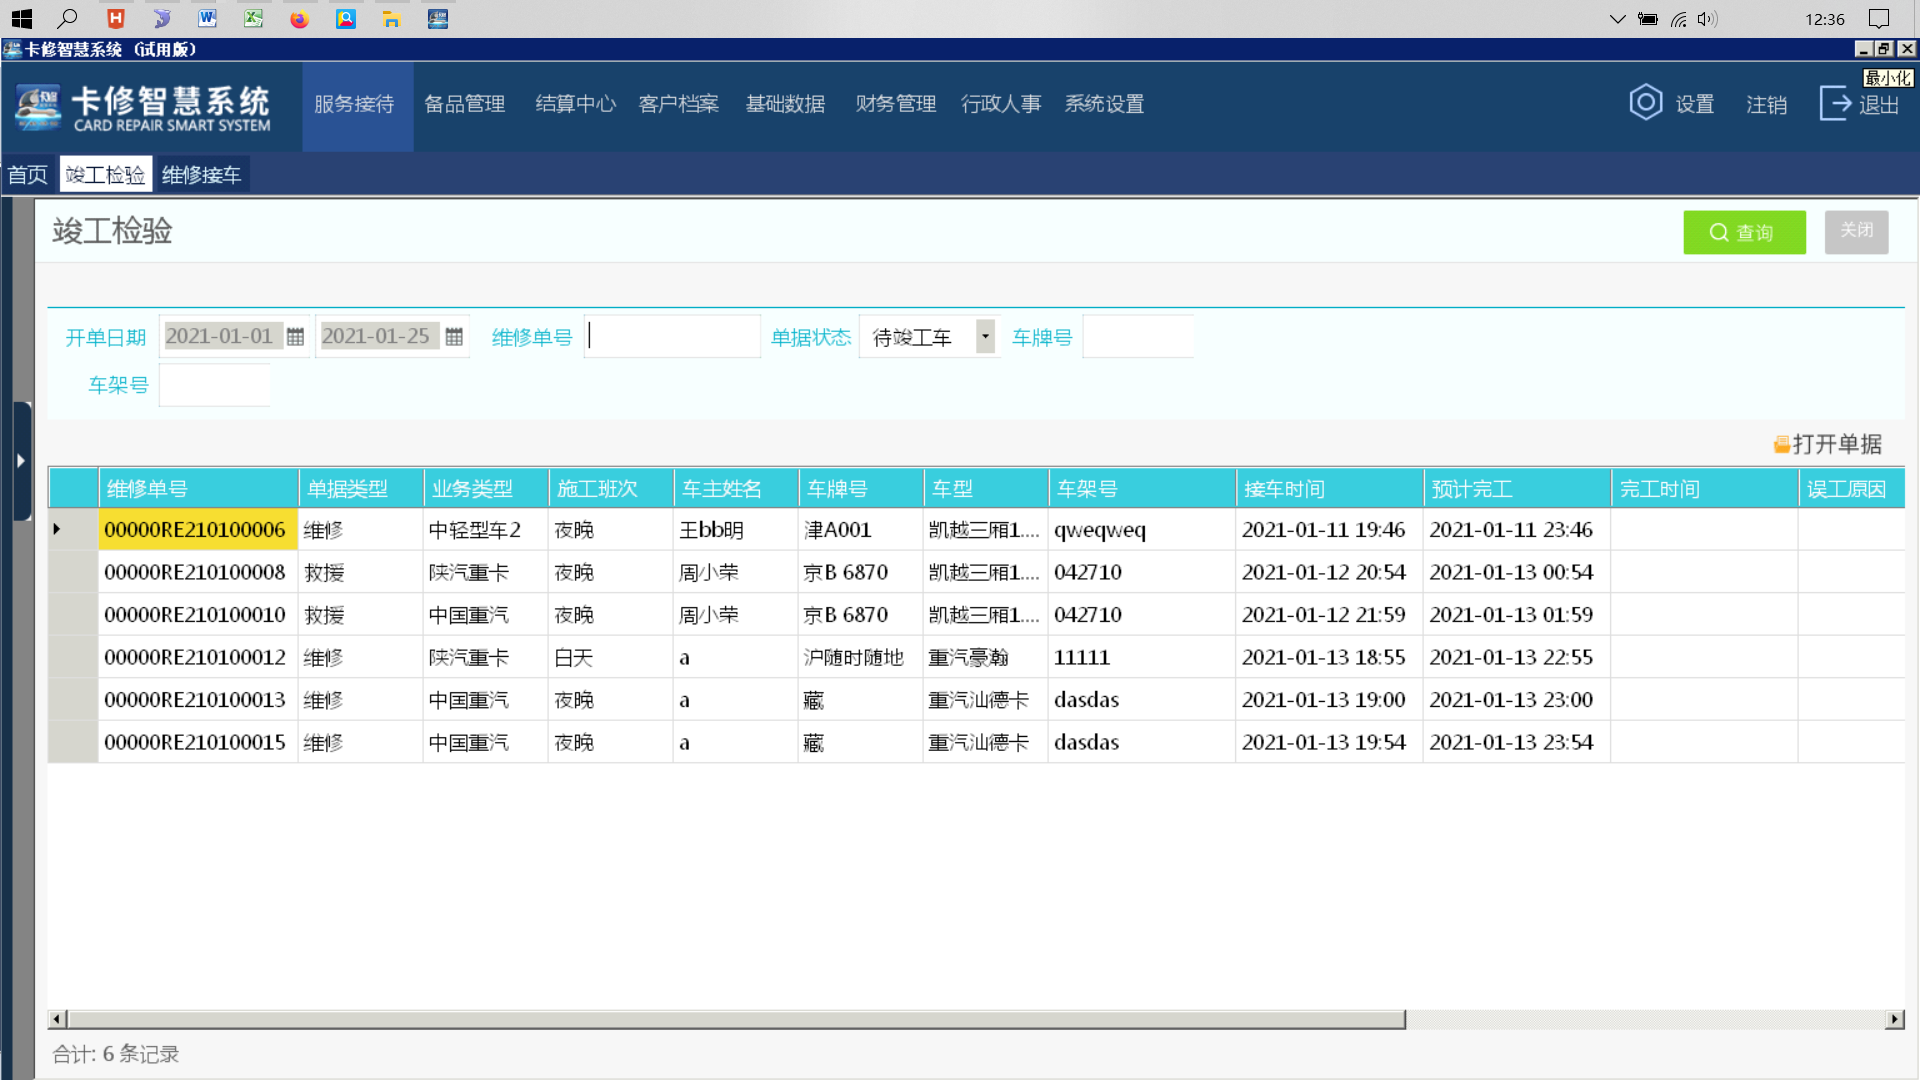 12:36
卡修智慧系统（试用版）
最小化
卡修智慧系统
CARD REPAIR SMART SYSTEM
服务接待 备品管理 结算中心 客户档案 基础数据 财务管理 行政人事 系统设置 设置 注销 退出
首页 竣工检验 维修接车
竣工检验 查询 关闭
开单日期 2021-01-01 2021-01-25 维修单号 单据状态 待竣工车 车牌号
车架号
打开单据
维修单号 单据类型 业务类型 施工班次 车主姓名 车牌号 车型 车架号 接车时间 预计完工 完工时间 误工原因
00000RE210100006 维修 中轻型车2 夜晚 王bb明 津A001 凯越三厢1.... qweqweq 2021-01-11 19:46 2021-01-11 23:46
00000RE210100008 救援 陕汽重卡 夜晚 周小荣 京B 6870 凯越三厢1.... 042710 2021-01-12 20:54 2021-01-13 00:54
00000RE210100010 救援 中国重汽 夜晚 周小荣 京B 6870 凯越三厢1.... 042710 2021-01-12 21:59 2021-01-13 01:59
00000RE210100012 维修 陕汽重卡 白天 a 沪随时随地 重汽豪瀚 11111 2021-01-13 18:55 2021-01-13 22:55
00000RE210100013 维修 中国重汽 夜晚 a 藏 重汽汕德卡 dasdas 2021-01-13 19:00 2021-01-13 23:00
00000RE210100015 维修 中国重汽 夜晚 a 藏 重汽汕德卡 dasdas 2021-01-13 19:54 2021-01-13 23:54
合计: 6 条记录